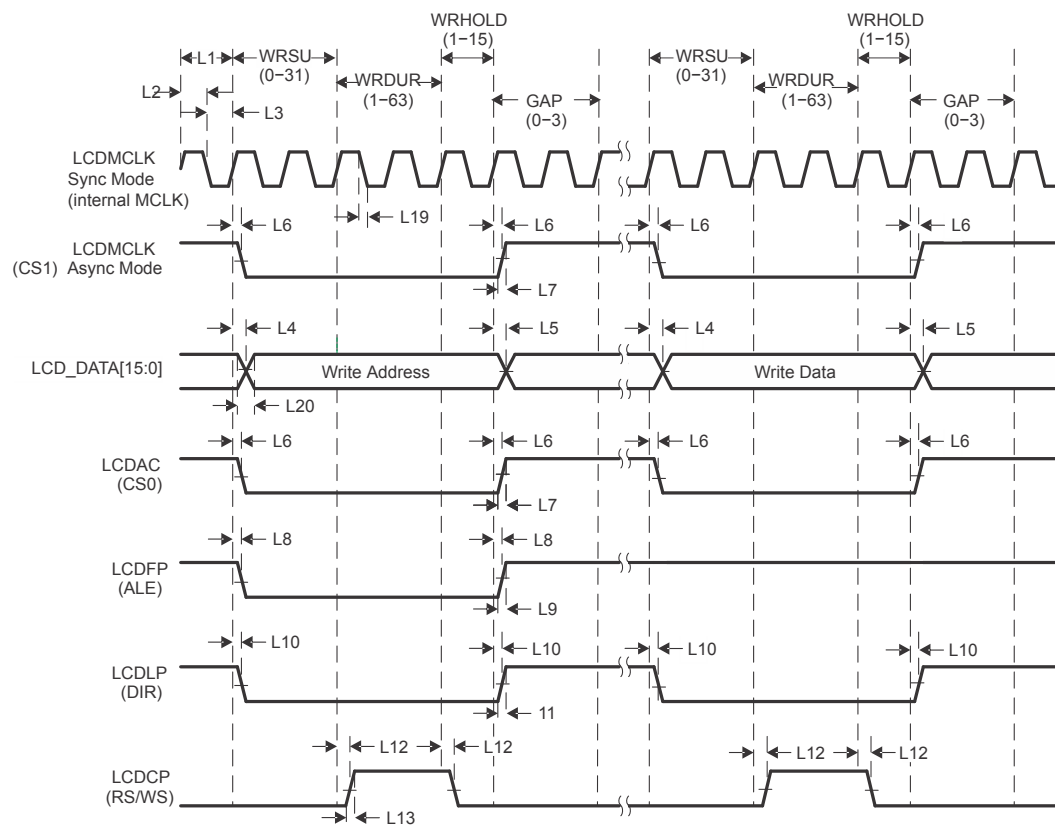 WRHOLD
(1−15)
WRHOLD
(1−15)
L1
WRSU
(0−31)
WRSU
(0−31)
L2
WRDUR
(1−63)
WRDUR
(1−63)
L3
GAP
(0−3)
GAP
(0−3)
LCDMCLK
Sync Mode
(internal MCLK)
L19
L6
L6
L6
L6
LCDMCLK
(CS1) Async Mode
L7
L4
L5
L4
L5
LCD_DATA[15:0]
Write Address
Write Data
L20
L6
L6
L6
L6
LCDAC
(CS0)
L7
L8
L8
LCDFP
(ALE)
L9
L10
L10
L10
L10
LCDLP
(DIR)
11
L12
L12
L12
L12
LCDCP
(RS/WS)
L13